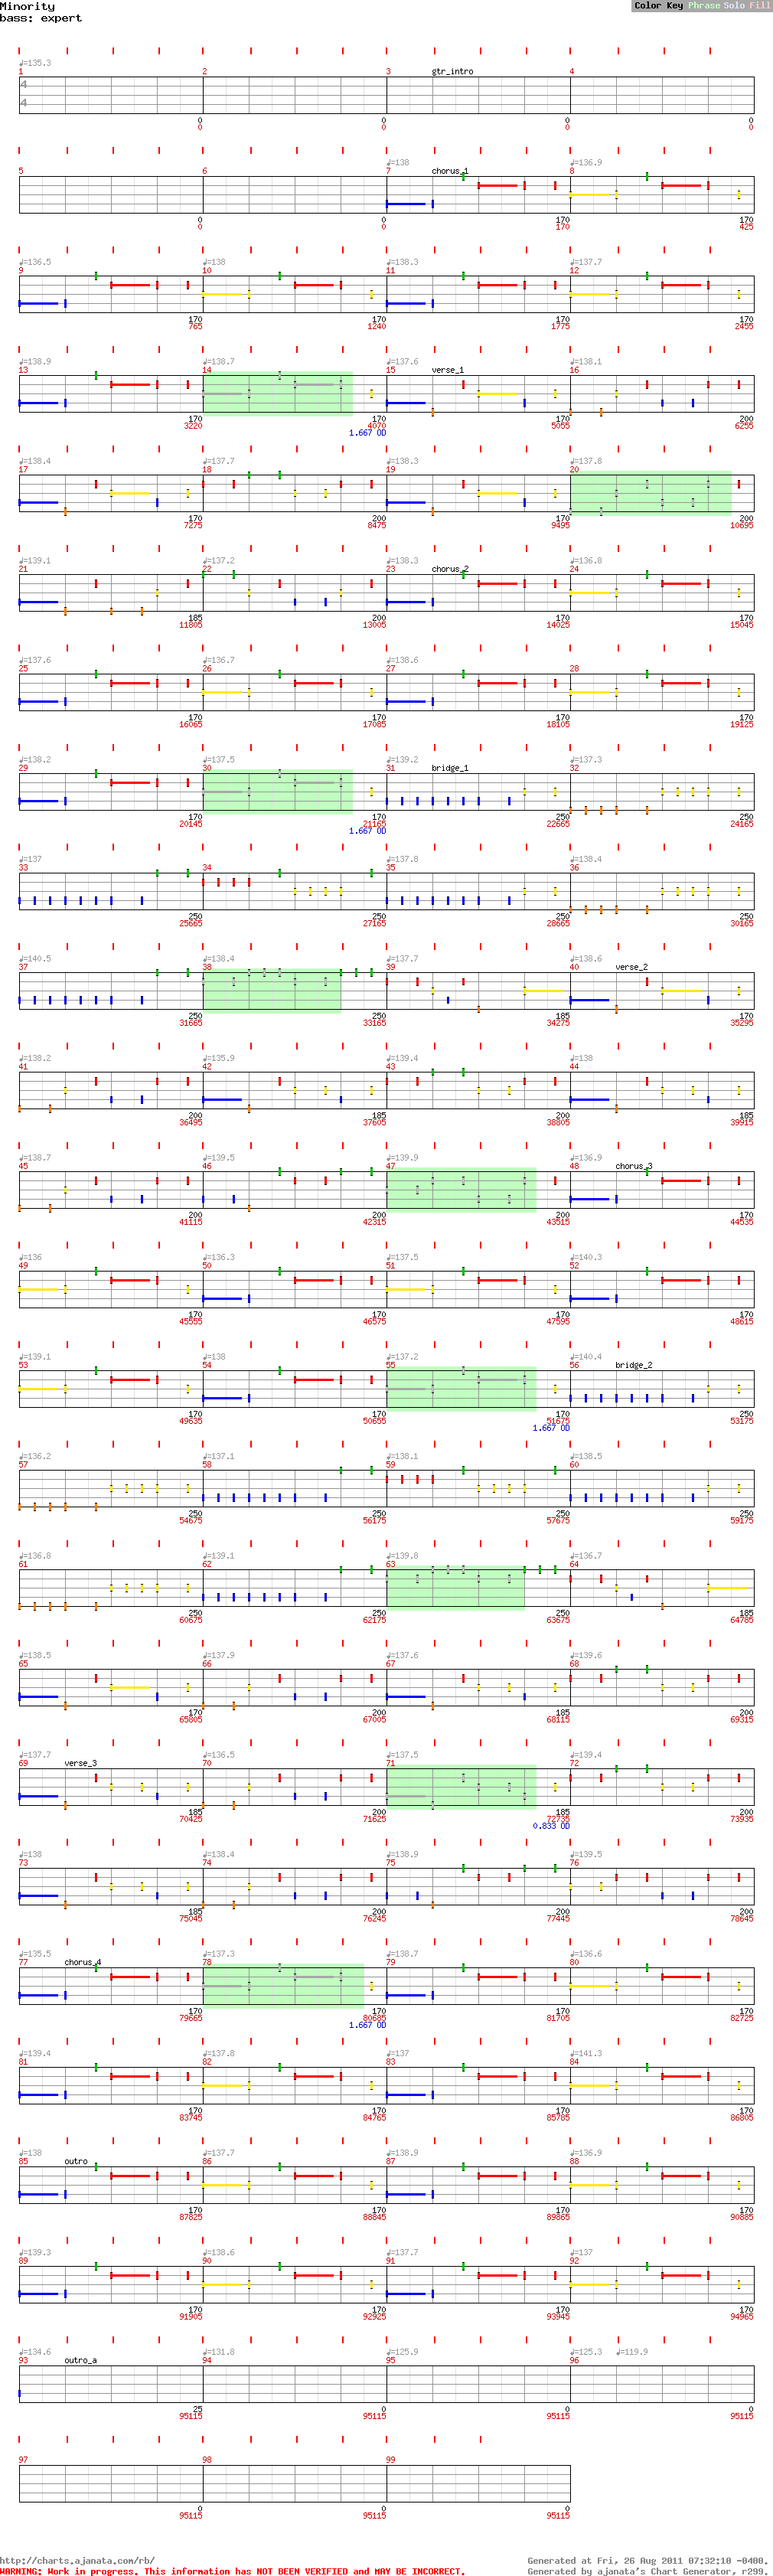 Minority
bass: expert
Color Key Phrase Solo Fill
♩=135.3
1 2 3 gtr_intro 4
4
4
0 0 0 0
0 0 0 0
♩=138 ♩=136.9
5 6 7 chorus_1 8
0 0 170 170
0 0 170 425
♩=136.5 ♩=138 ♩=138.3 ♩=137.7
9 10 11 12
170 170 170 170
765 1240 1775 2455
♩=138.9 ♩=138.7 ♩=137.6 ♩=138.1
13 14 15 verse_1 16
170 170 170 200
3220 4070 5055 6255
1.667 OD
♩=138.4 ♩=137.7 ♩=138.3 ♩=137.8
17 18 19 20
170 200 170 200
7275 8475 9495 10695
♩=139.1 ♩=137.2 ♩=138.3 ♩=136.8
21 22 23 chorus_2 24
185 200 170 170
11805 13005 14025 15045
♩=137.6 ♩=136.7 ♩=138.6
25 26 27 28
170 170 170 170
16065 17085 18105 19125
♩=138.2 ♩=137.5 ♩=139.2 ♩=137.3
29 30 31 bridge_1 32
170 170 250 250
20145 21165 22665 24165
1.667 OD
♩=137 ♩=137.8 ♩=138.4
33 34 35 36
250 250 250 250
25665 27165 28665 30165
♩=140.5 ♩=138.4 ♩=137.7 ♩=138.6
37 38 39 40 verse_2
250 250 185 170
31665 33165 34275 35295
♩=138.2 ♩=135.9 ♩=139.4 ♩=138
41 42 43 44
200 185 200 185
36495 37605 38805 39915
♩=138.7 ♩=139.5 ♩=139.9 ♩=136.9
45 46 47 48 chorus_3
200 200 200 170
41115 42315 43515 44535
♩=136 ♩=136.3 ♩=137.5 ♩=140.3
49 50 51 52
170 170 170 170
45555 46575 47595 48615
♩=139.1 ♩=138 ♩=137.2 ♩=140.4
53 54 55 56 bridge_2
170 170 170 250
49635 50655 51675 53175
1.667 OD
♩=136.2 ♩=137.1 ♩=138.1 ♩=138.5
57 58 59 60
250 250 250 250
54675 56175 57675 59175
♩=136.8 ♩=139.1 ♩=139.8 ♩=136.7
61 62 63 64
250 250 250 185
60675 62175 63675 64785
♩=138.5 ♩=137.9 ♩=137.6 ♩=139.6
65 66 67 68
170 200 185 200
65805 67005 68115 69315
♩=137.7 ♩=136.5 ♩=137.5 ♩=139.4
69 verse_3 70 71 72
185 200 185 200
70425 71625 72735 73935
0.833 OD
♩=138 ♩=138.4 ♩=138.9 ♩=139.5
73 74 75 76
185 200 200 200
75045 76245 77445 78645
♩=135.5 ♩=137.3 ♩=138.7 ♩=136.6
77 chorus_4 78 79 80
170 170 170 170
79665 80685 81705 82725
1.667 OD
♩=139.4 ♩=137.8 ♩=137 ♩=141.3
81 82 83 84
170 170 170 170
83745 84765 85785 86805
♩=138 ♩=137.7 ♩=138.9 ♩=136.9
85 outro 86 87 88
170 170 170 170
87825 88845 89865 90885
♩=139.3 ♩=138.6 ♩=137.7 ♩=137
89 90 91 92
170 170 170 170
91905 92925 93945 94965
♩=134.6 ♩=131.8 ♩=125.9 ♩=125.3 ♩=119.9
93 outro_a 94 95 96
25 0 0 0
95115 95115 95115 95115
97 98 99
0 0 0
95115 95115 95115
http://charts.ajanata.com/rb/ Generated at Fri, 26 Aug 2011 07:32:10 -0400.
WARNING: Work in progress. This information has NOT BEEN VERIFIED and MAY BE INCORRECT. Generated by ajanata's Chart Generator, r299.